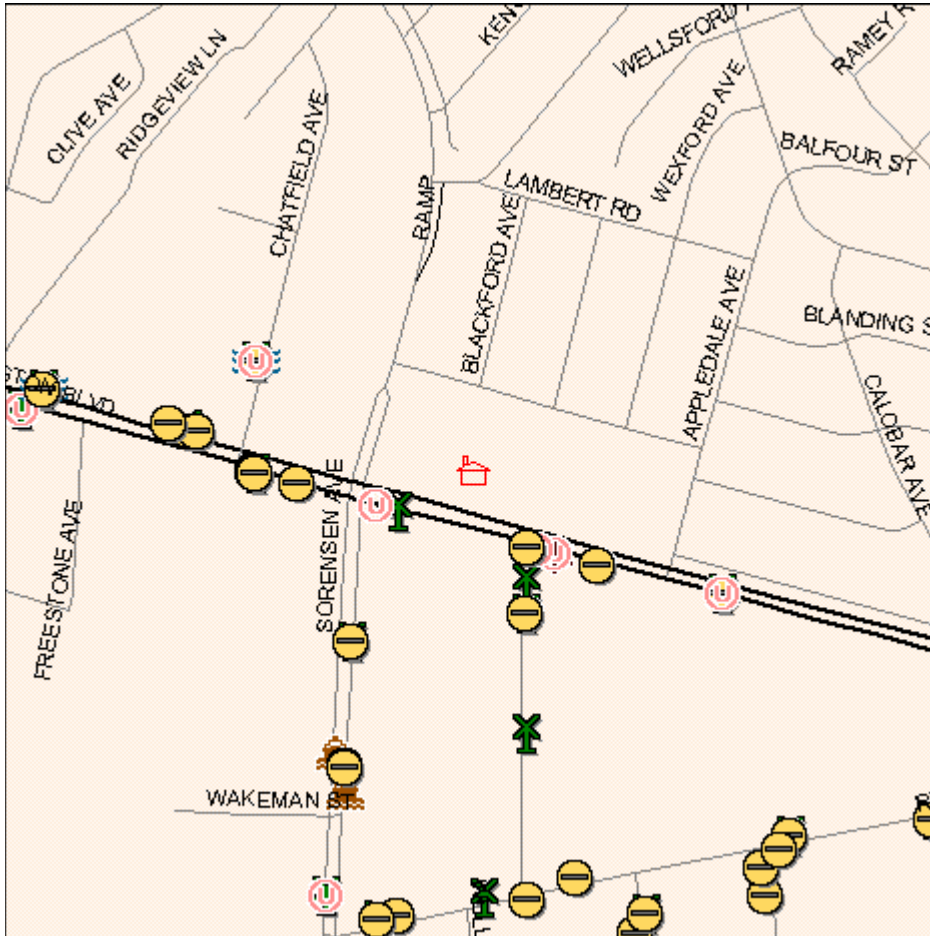 KEN
WELLSFORD
RAMEY R
CLIVE AVE
RIDGEVIEW LN
CHATFIELD AVE
WEXFORD AVE
BALFOUR ST
LAMBERT RD
RAMP
BLACKFORD AVE
APPLEDALE AVE
BLANDING S
CALOBAR AVE
ST
BLVD
SORENSEN AVE
FREESTONE AVE
WAKEMAN ST